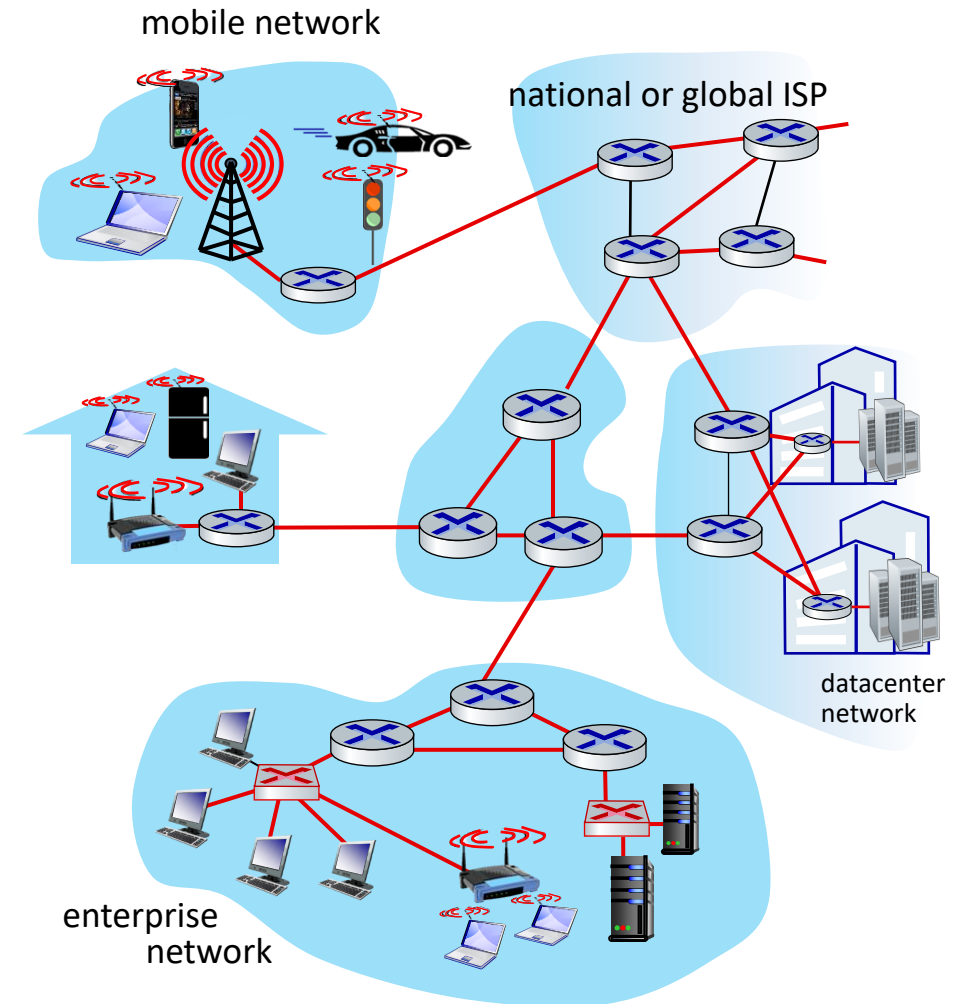 mobile network
national or global ISP
datacenter
network
enterprise
network